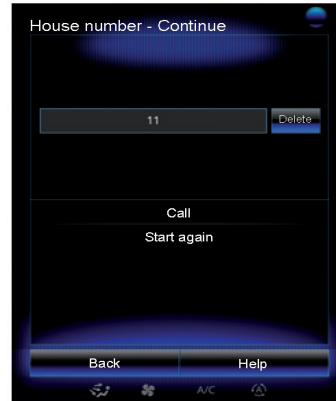 House number - Continue
11
Delete
Call
Start again
Back
Help
A/C
A